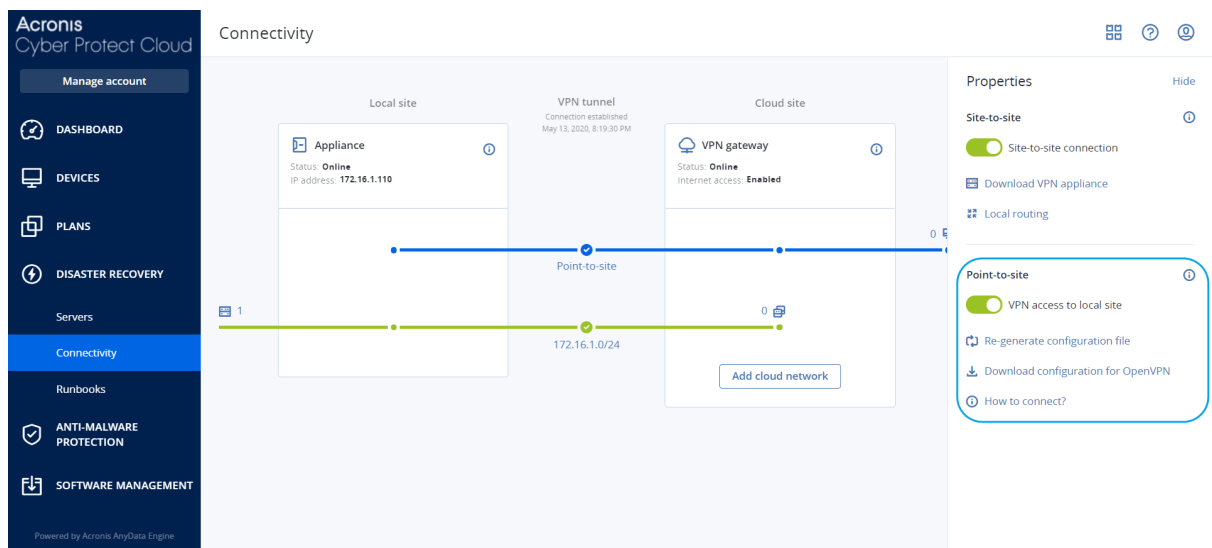 Acronis
Cyber Protect Cloud
Manage account
DASHBOARD
DEVICES
PLANS
DISASTER RECOVERY
Servers
Connectivity
Runbooks
ANTI-MALWARE
PROTECTION
SOFTWARE MANAGEMENT
Powered by Acronis AnyData Engine
Connectivity
Local site
VPN tunnel
Connection established
May 13, 2020, 8:19:30 PM
Cloud site
Appliance
Status: Online
IP address: 172.16.1.110
VPN gateway
Status: Online
Internet access: Enabled
0
Point-to-site
1
0
172.16.1.0/24
Add cloud network
Properties
Hide
Site-to-site
Site-to-site connection
Download VPN appliance
Local routing
Point-to-site
VPN access to local site
Re-generate configuration file
Download configuration for OpenVPN
How to connect?